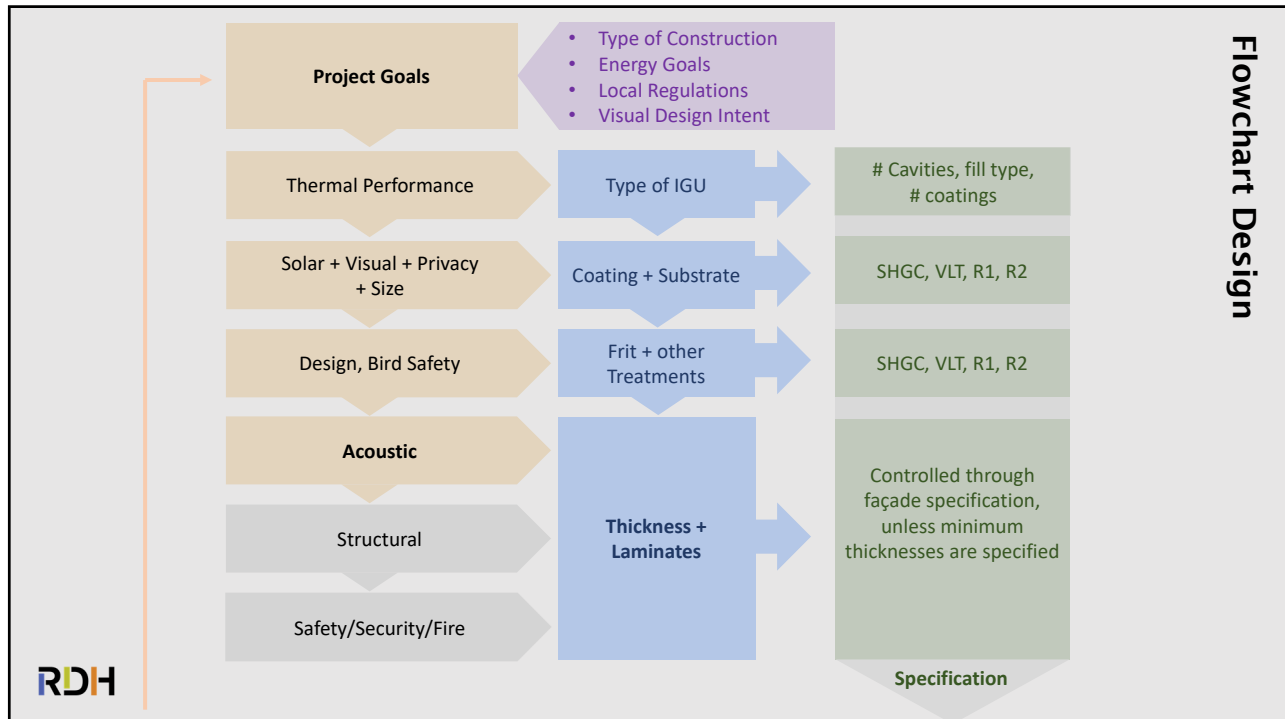 Flowchart Design
Project Goals
• Type of Construction
• Energy Goals
• Local Regulations
• Visual Design Intent
Thermal Performance
Type of IGU
# Cavities, fill type,
# coatings
Solar + Visual + Privacy
+ Size
Coating + Substrate
SHGC, VLT, R1, R2
Design, Bird Safety
Frit + other
Treatments
SHGC, VLT, R1, R2
Acoustic
Structural
Safety/Security/Fire
Thickness +
Laminates
Controlled through
façade specification,
unless minimum
thicknesses are specified
Specification
RDH